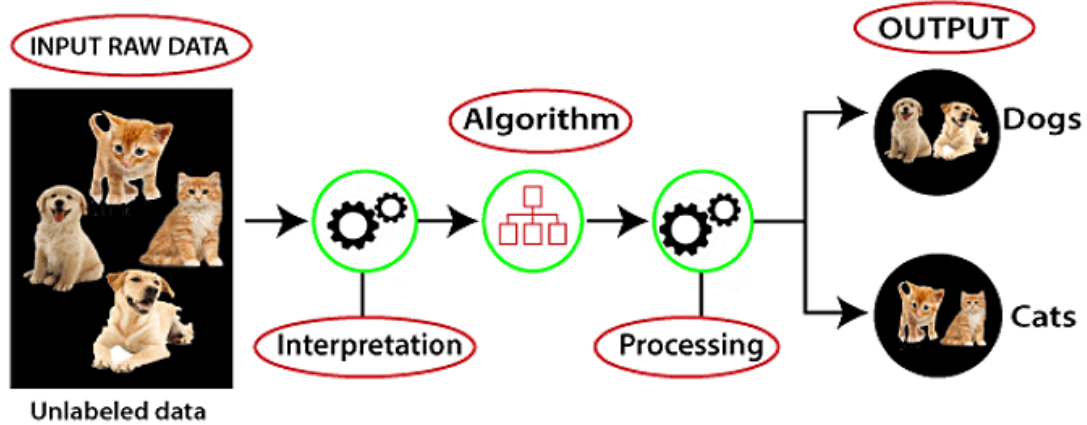 INPUT RAW DATA
OUTPUT
Algorithm
Dogs
Interpretation
Processing
Cats
Unlabeled data